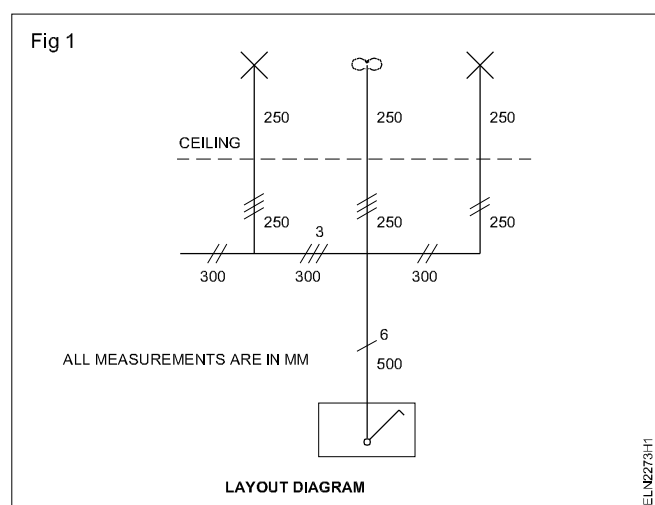 Fig 1
250 250 250
CEILING
250 250 250
3
300 300 300
6
ALL MEASUREMENTS ARE IN MM 500
LAYOUT DIAGRAM
ELN2273H1